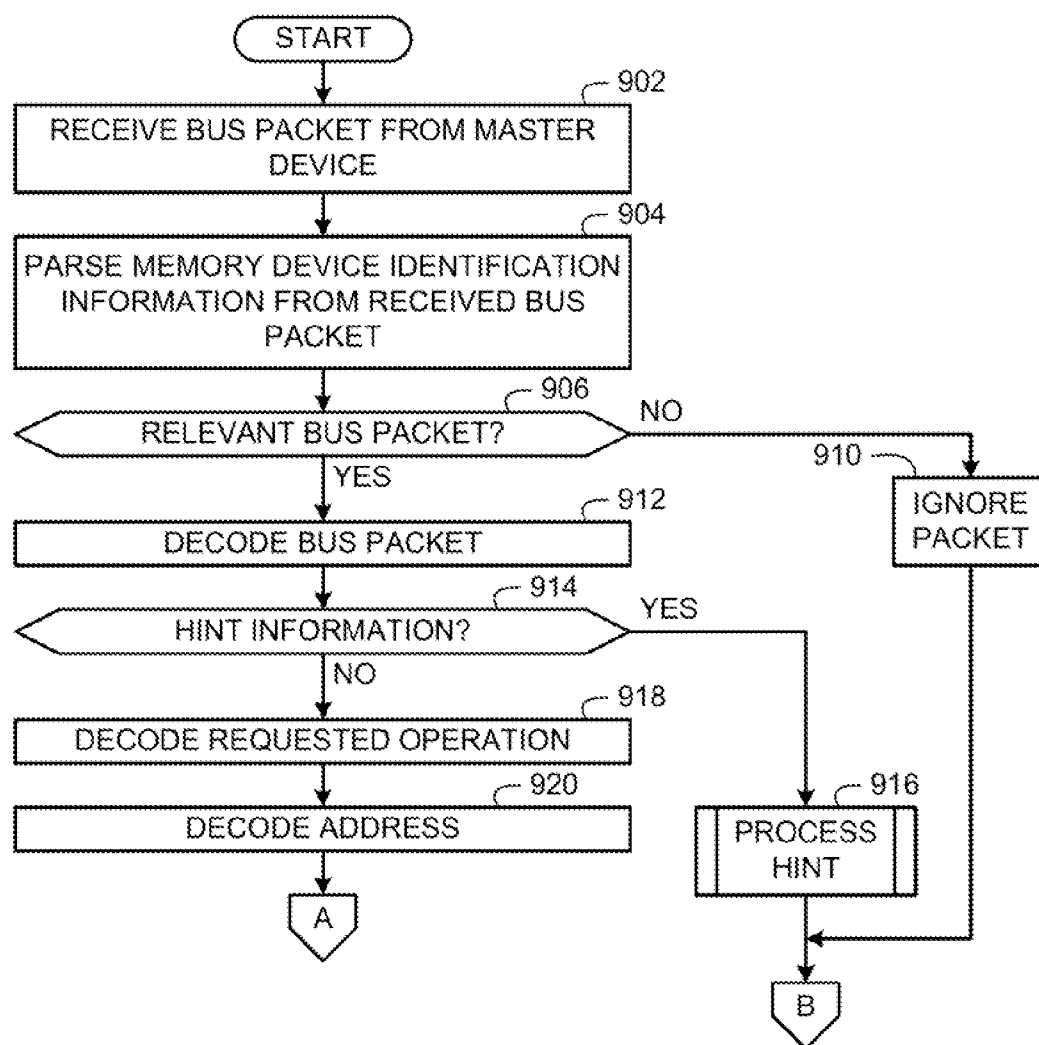 START
902
RECEIVE BUS PACKET FROM MASTER
DEVICE
904
PARSE MEMORY DEVICE IDENTIFICATION
INFORMATION FROM RECEIVED BUS
PACKET
906
RELEVANT BUS PACKET?
NO
YES
910
IGNORE
PACKET
912
DECODE BUS PACKET
914
HINT INFORMATION?
YES
NO
918
DECODE REQUESTED OPERATION
920
DECODE ADDRESS
916
PROCESS
HINT
A
B